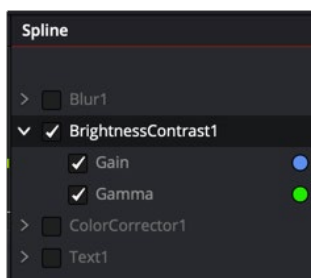 Spline
Blur1
BrightnessContrast1
Gain
Gamma
ColorCorrector1
Text1